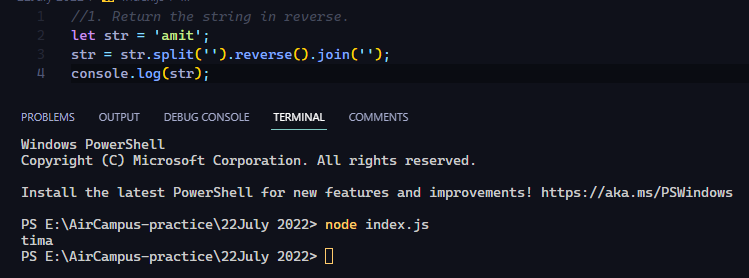 22July 2022
1 //1. Return the string in reverse.
2 let str = 'amit';
3 str = str.split('').reverse().join('');
4 console.log(str);
PROBLEMS OUTPUT DEBUG CONSOLE TERMINAL COMMENTS
Windows PowerShell
Copyright (C) Microsoft Corporation. All rights reserved.
Install the latest PowerShell for new features and improvements! https://aka.ms/PSWindows
PS E:\AirCampus-practice\22July 2022> node index.js
tima
PS E:\AirCampus-practice\22July 2022>